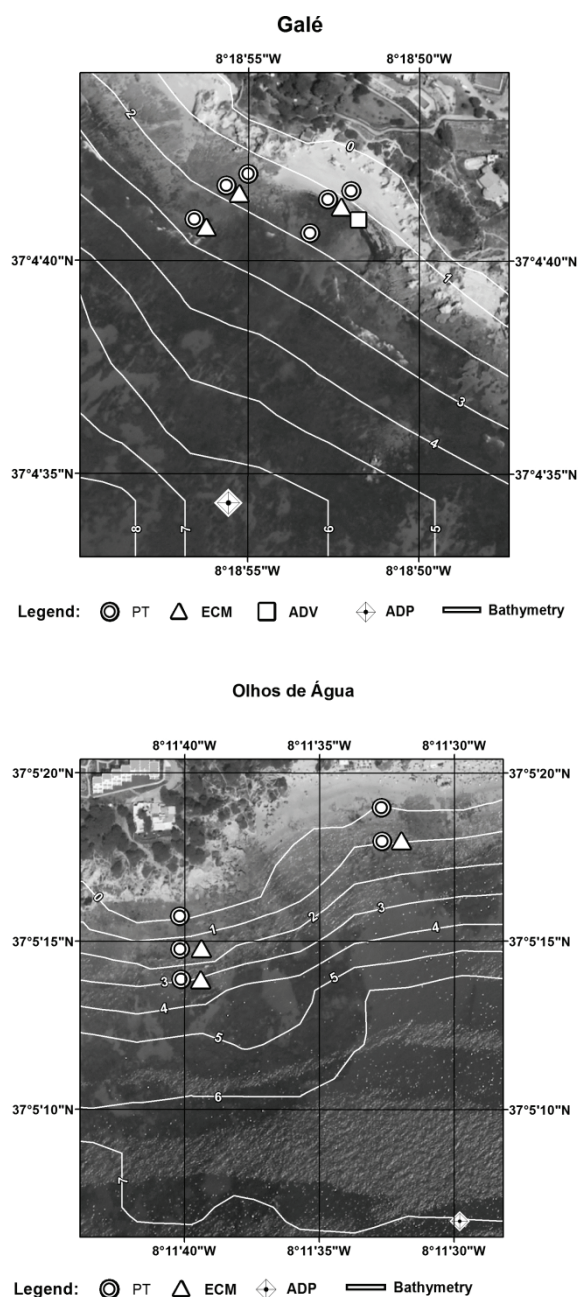 Galé
8°18'55"W 8°18'50"W
0
2
1
37°4'40"N 37°4'40"N
3
4
37°4'35"N 37°4'35"N
8 7 6 5
8°18'55"W 8°18'50"W
Legend: PT ECM ADV ADP Bathymetry
Olhos de Água
8°11'40"W 8°11'35"W 8°11'30"W
37°5'20"N 37°5'20"N
0
1 2 3
4
37°5'15"N 37°5'15"N
3
4 5
5
6
37°5'10"N 37°5'10"N
7
8°11'40"W 8°11'35"W 8°11'30"W
Legend: PT ECM ADP Bathymetry